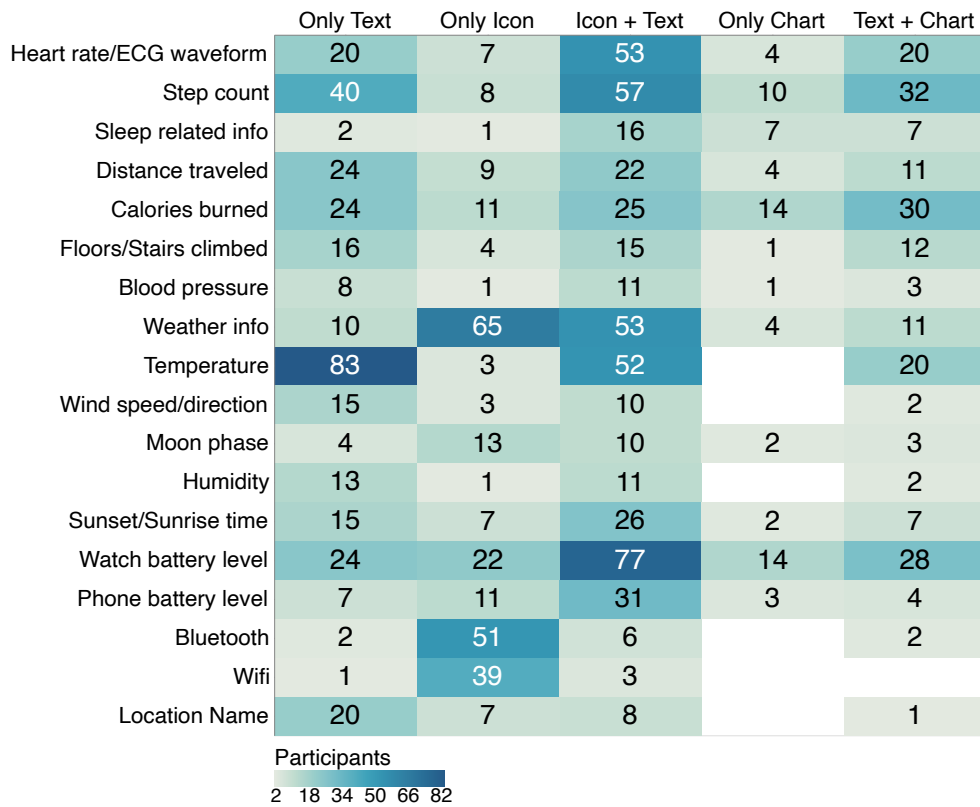 Only Text Only Icon Icon + Text Only Chart Text + Chart
Heart rate/ECG waveform 20 7 53 4 20
Step count 40 8 57 10 32
Sleep related info 2 1 16 7 7
Distance traveled 24 9 22 4 11
Calories burned 24 11 25 14 30
Floors/Stairs climbed 16 4 15 1 12
Blood pressure 8 1 11 1 3
Weather info 10 65 53 4 11
Temperature 83 3 52 20
Wind speed/direction 15 3 10 2
Moon phase 4 13 10 2 3
Humidity 13 1 11 2
Sunset/Sunrise time 15 7 26 2 7
Watch battery level 24 22 77 14 28
Phone battery level 7 11 31 3 4
Bluetooth 2 51 6 2
Wifi 1 39 3
Location Name 20 7 8 1
Participants
2 18 34 50 66 82